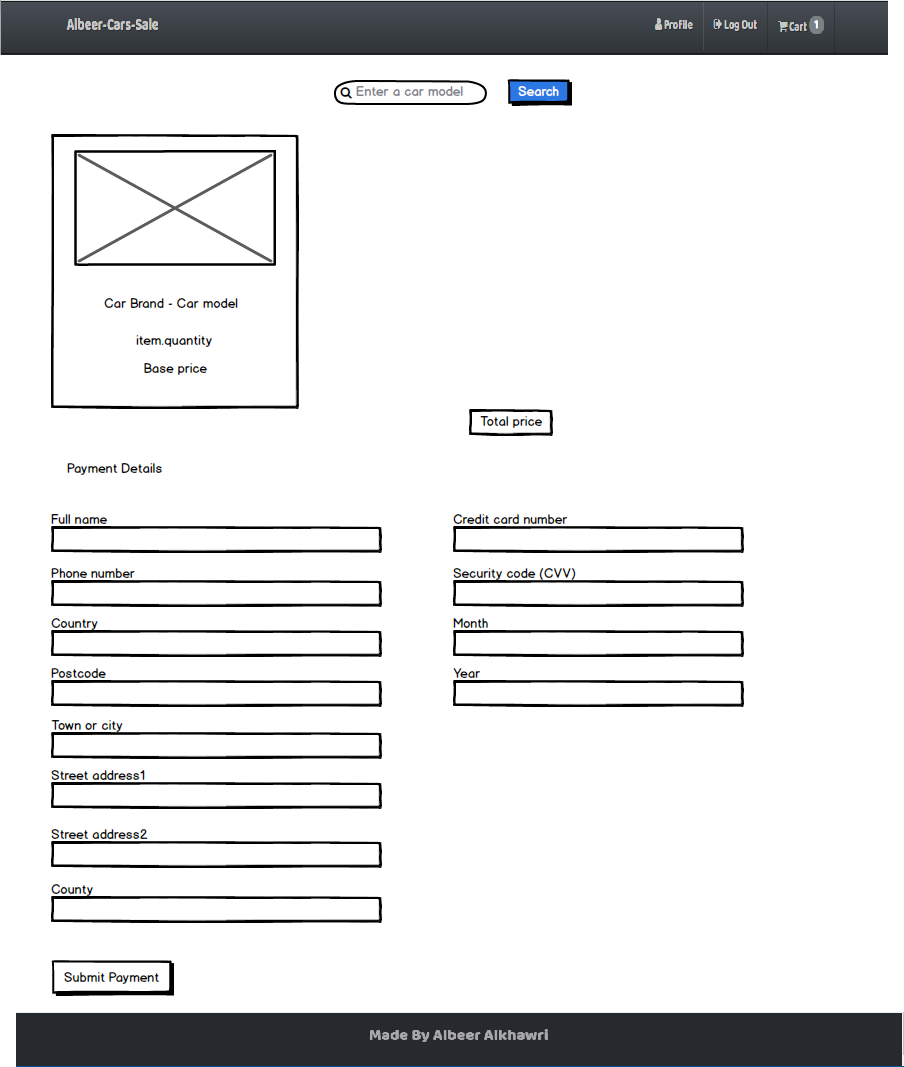 Albeer-Cars-Sale
Profile
Log Out
Cart 1
Enter a car model
Search
Car Brand - Car model
item.quantity
Base price
Total price
Payment Details
Full name
Credit card number
Phone number
Security code (CVV)
Country
Month
Postcode
Year
Town or city
Street address1
Street address2
County
Submit Payment
Made By Albeer Alkhawri